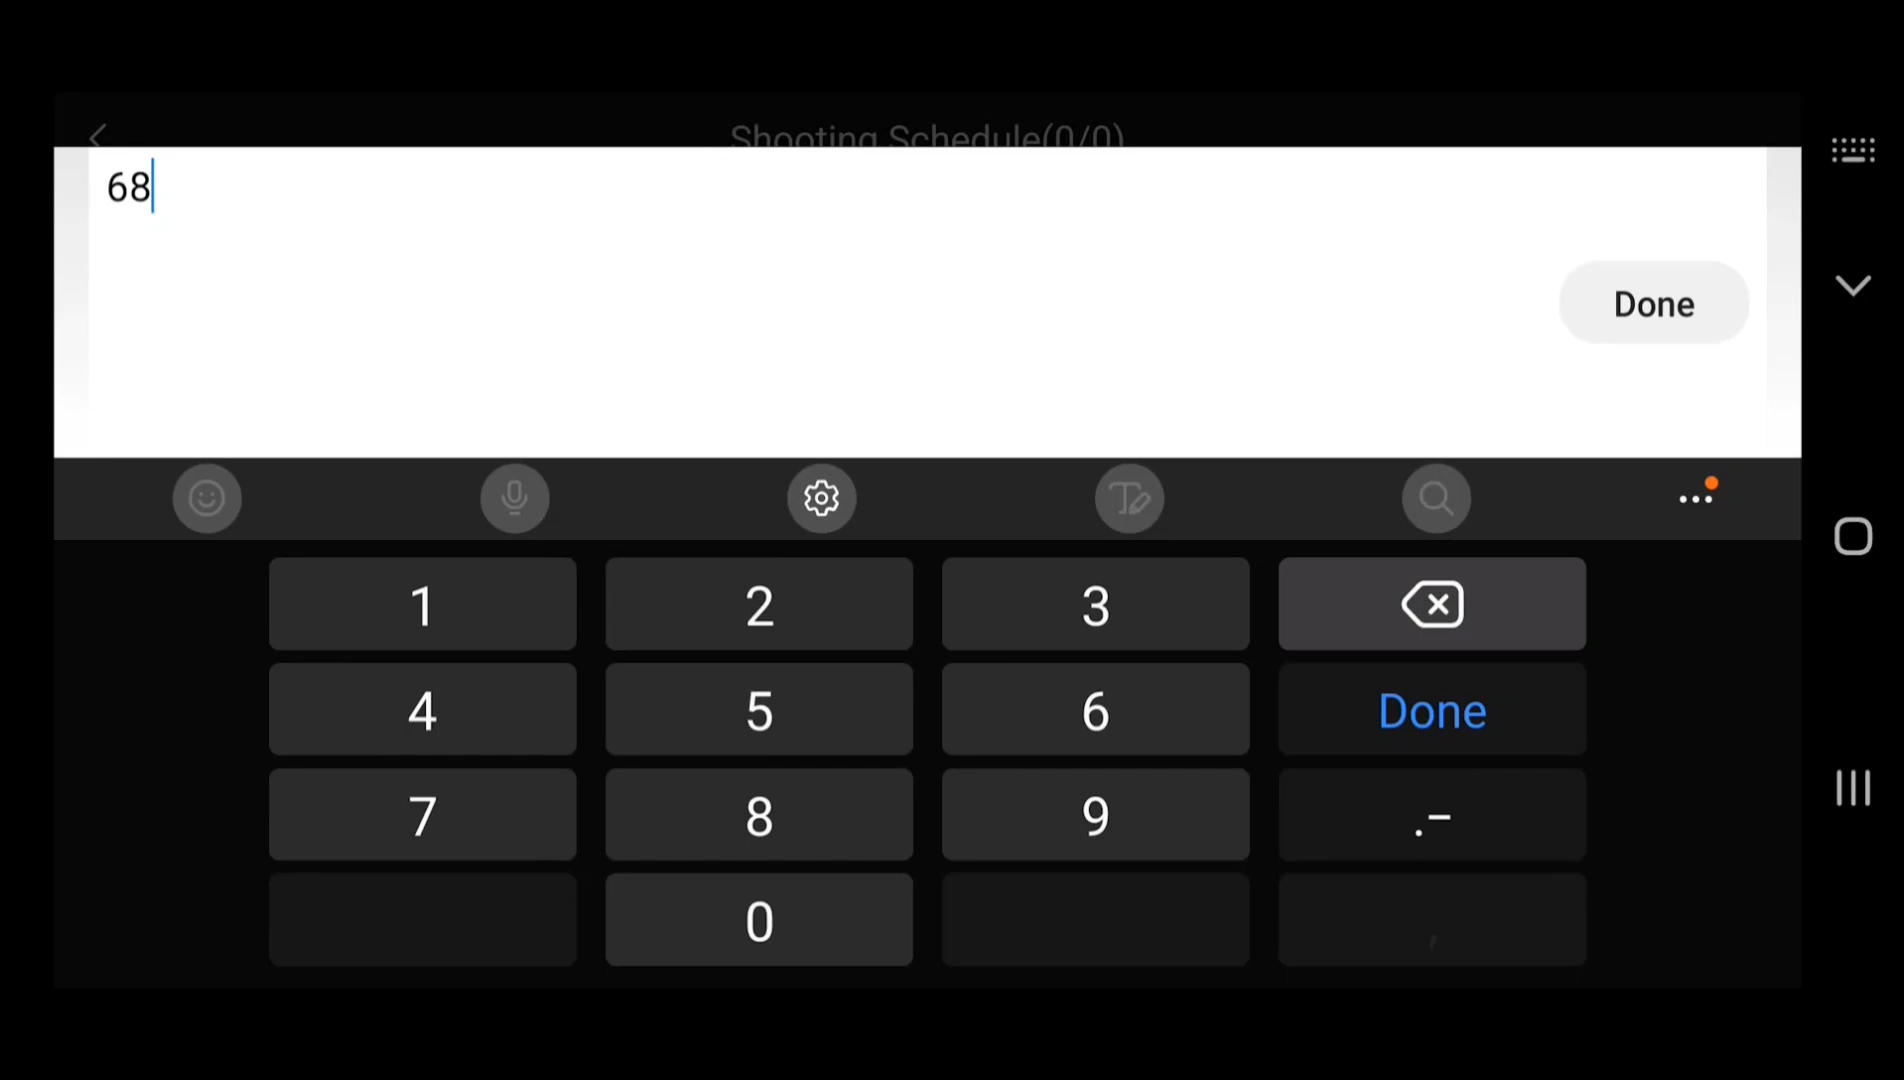 Shooting Schedule(0/0)
68
Done
1 2 3
4 5 6 Done
7 8 9 .-
0 ,